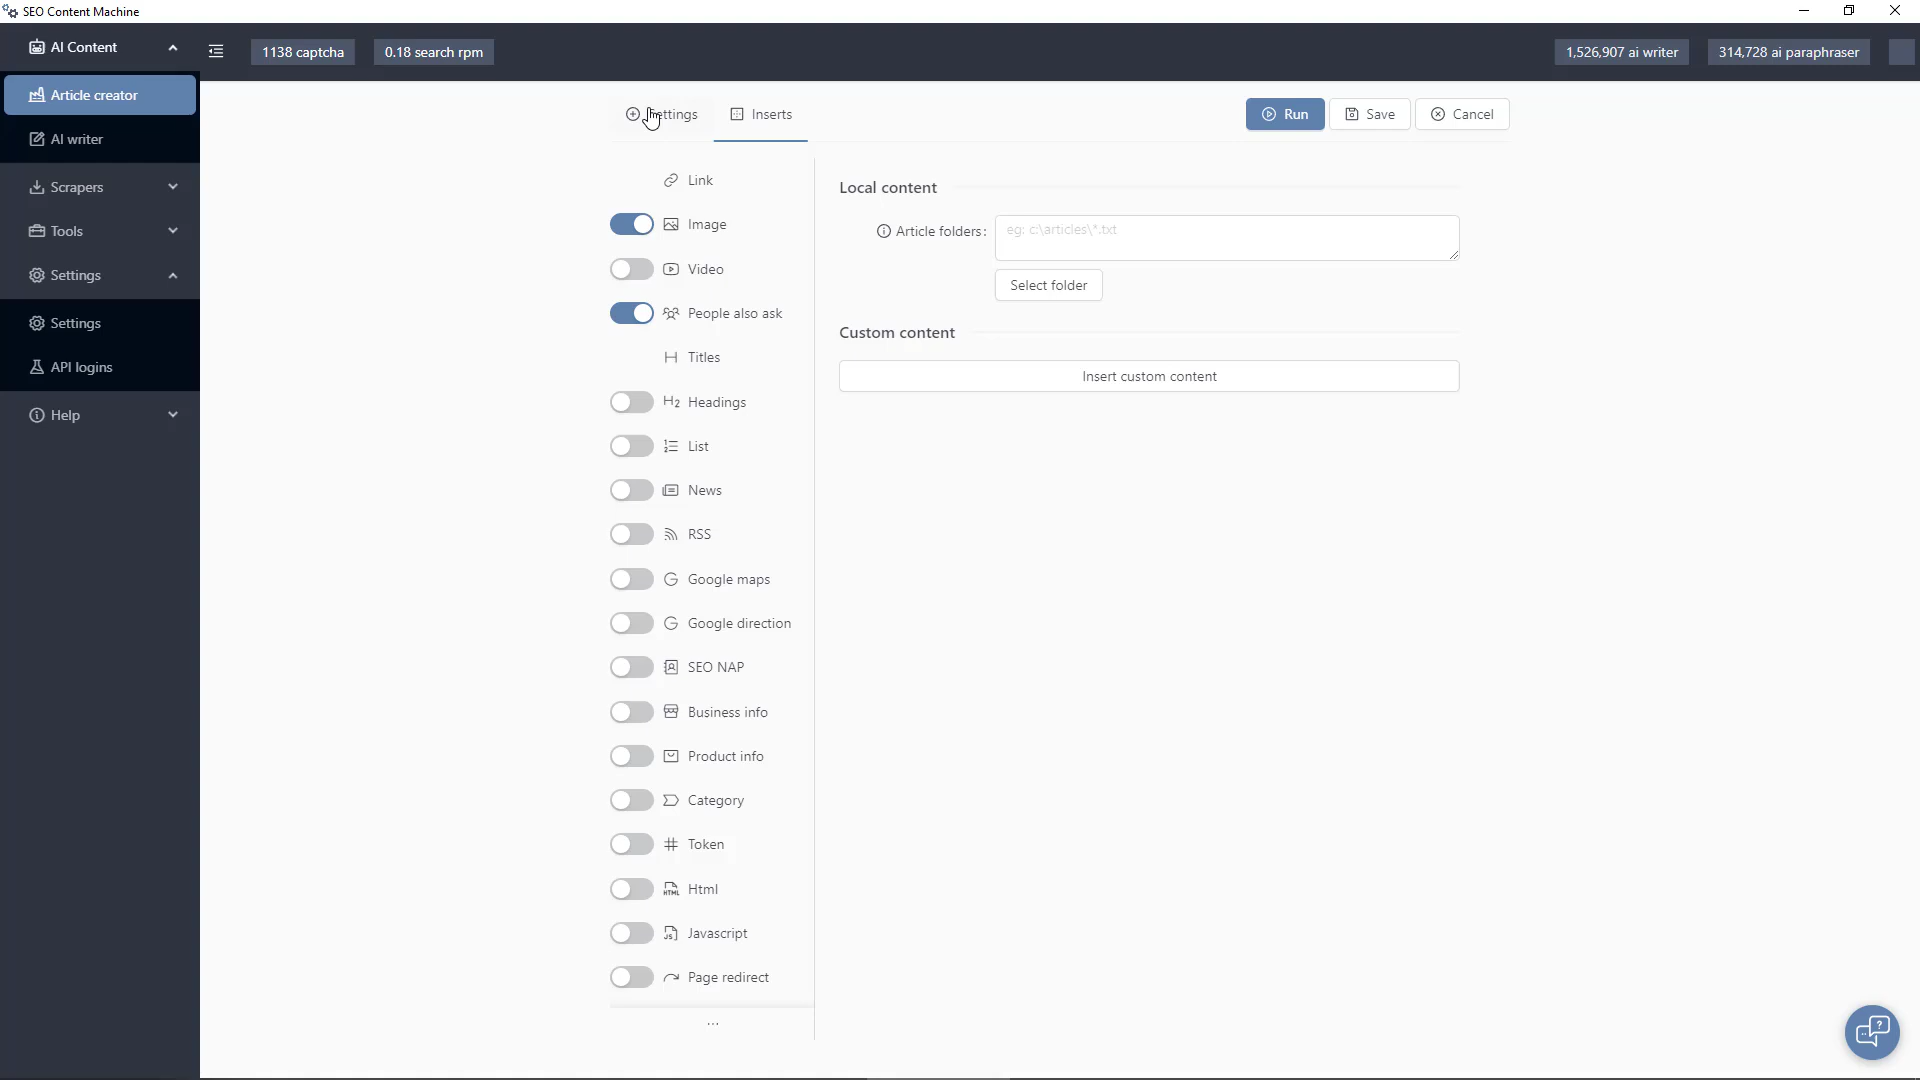 SEO Content Machine
AI Content
1138 captcha
0.18 search rpm
1,526,907 ai writer
314,728 ai paraphraser
Article creator
AI writer
Scrapers
Tools
Settings
Settings
API logins
Help
Settings
Inserts
Run
Save
Cancel
Link
Image
Video
People also ask
Titles
H2 Headings
List
News
RSS
Google maps
Google direction
SEO NAP
Business info
Product info
Category
Token
Html
Javascript
Page redirect
...
Local content
Article folders:
eg: c:\articles\*.txt
Select folder
Custom content
Insert custom content